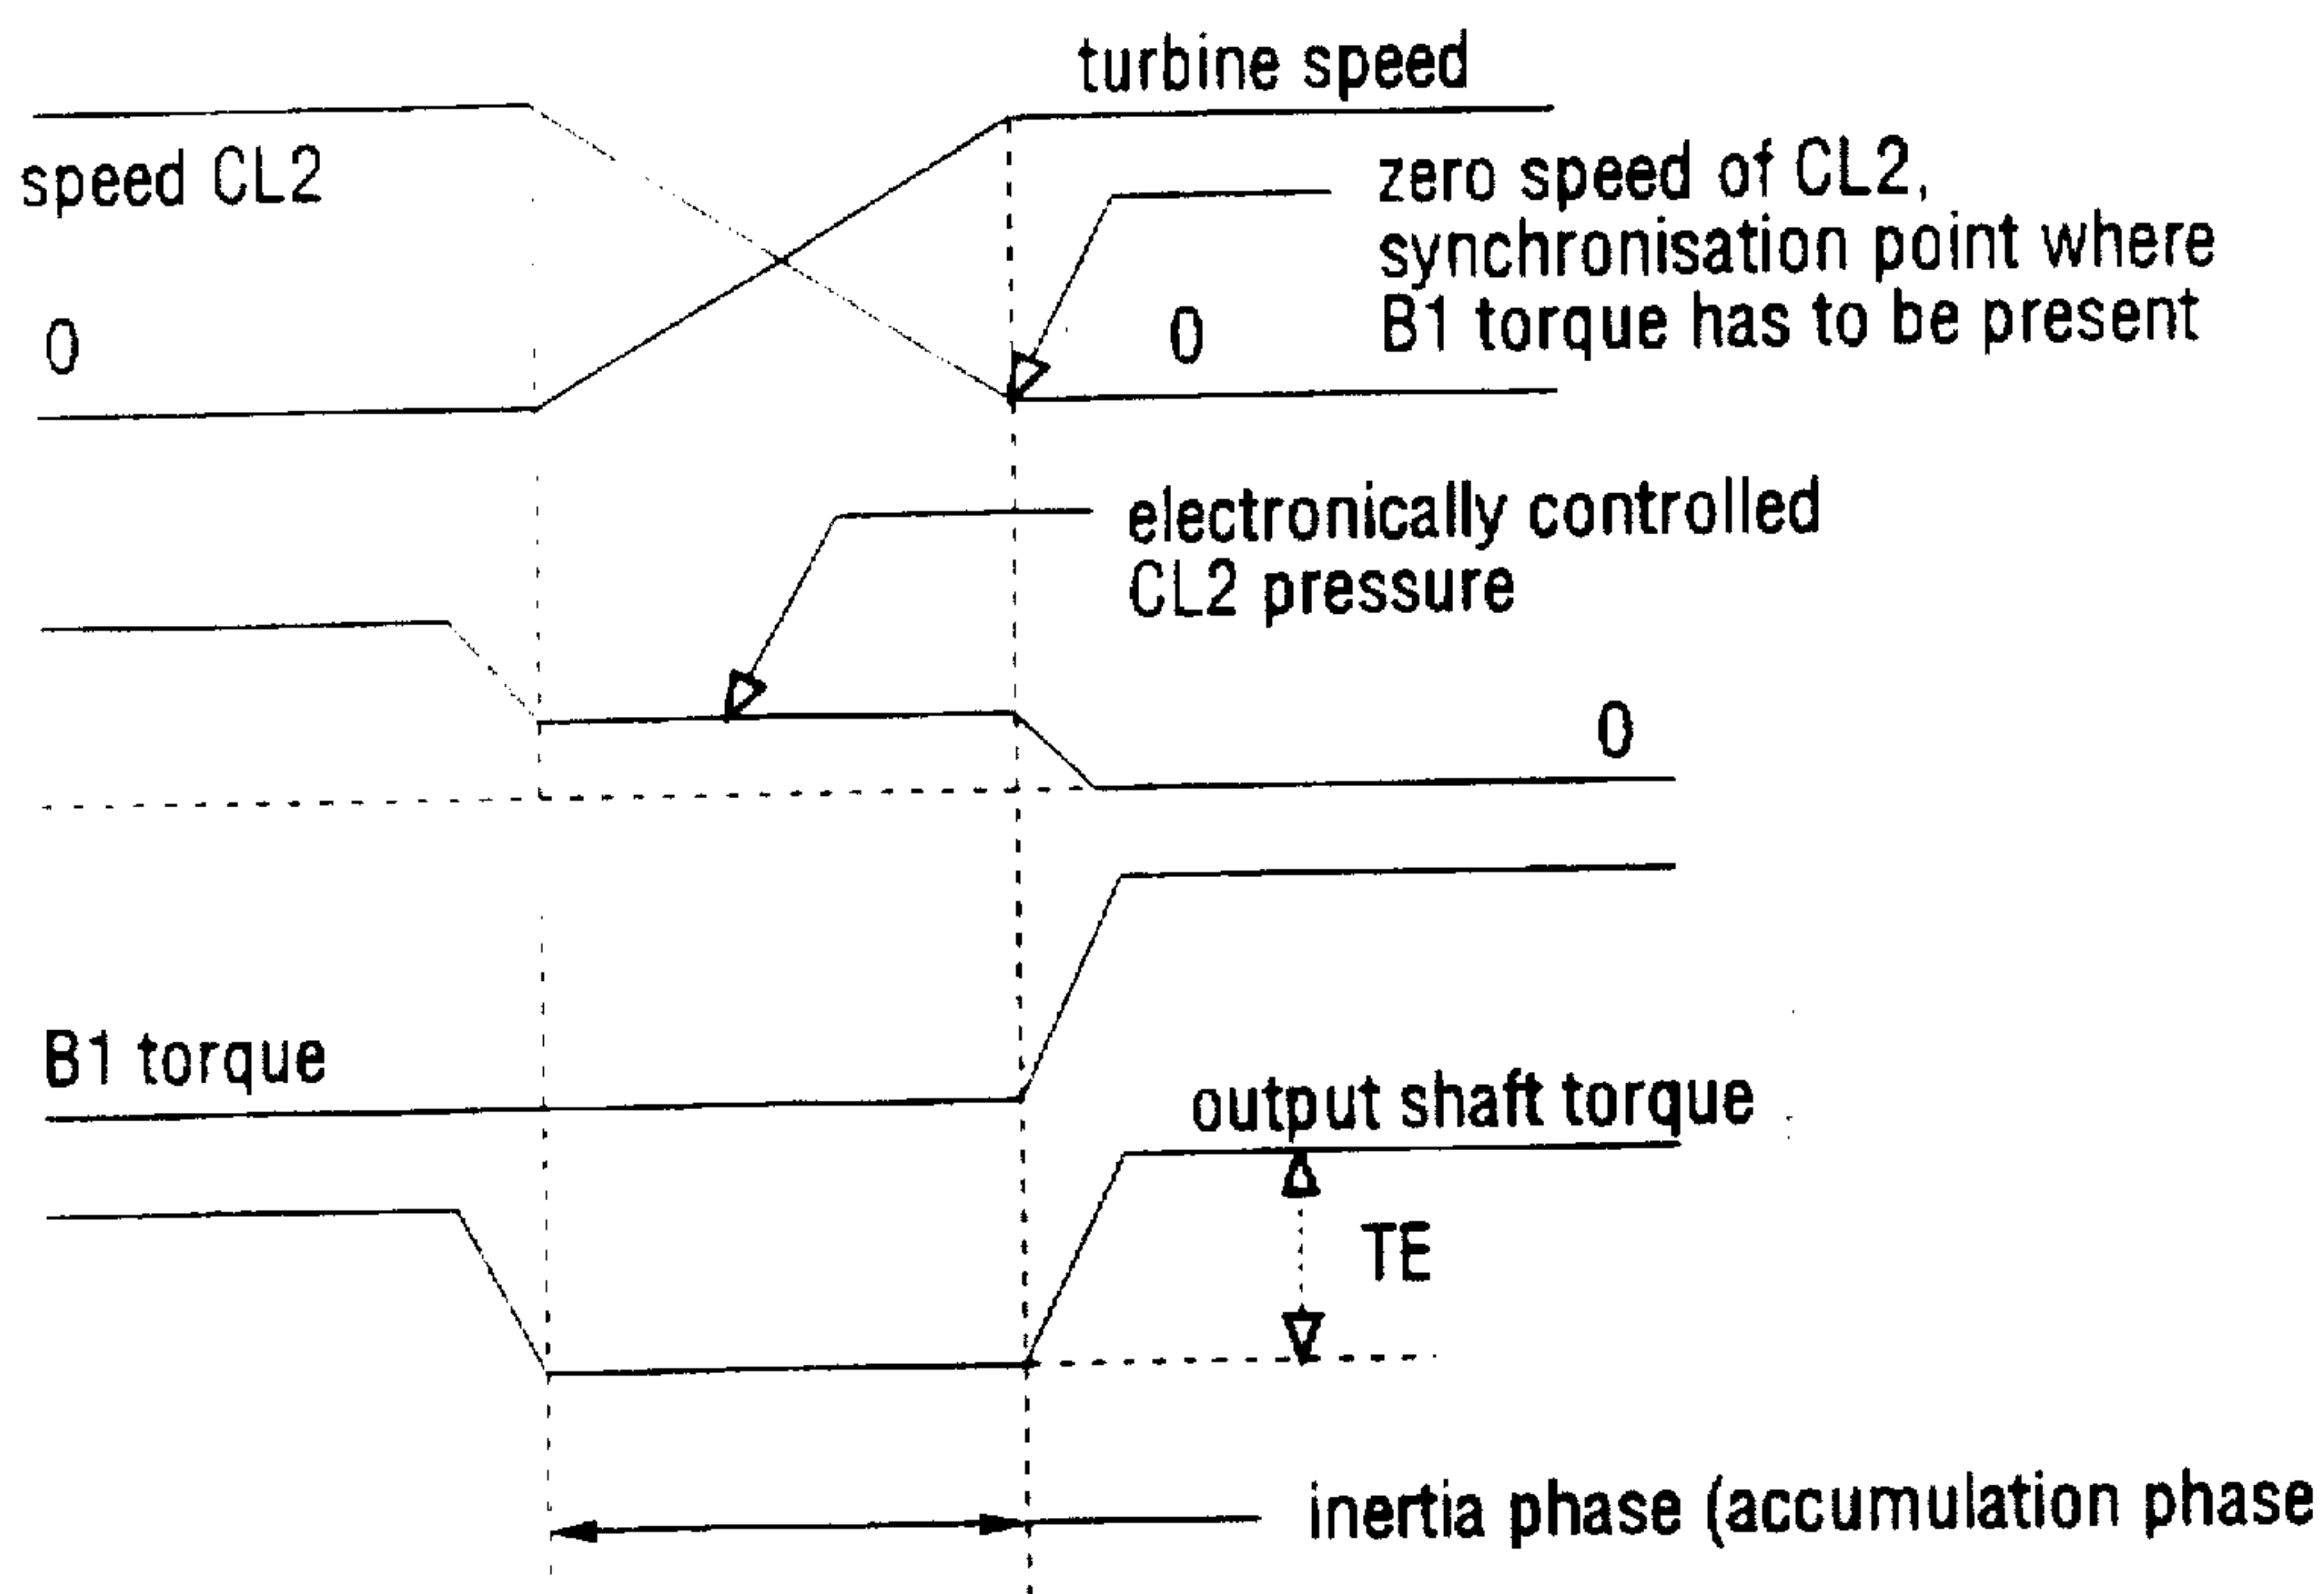 turbine speed
speed CL2
zero speed of CL2,
synchronisation point where
B1 torque has to be present
0
0
electronically controlled
CL2 pressure
0
B1 torque
output shaft torque
TE
inertia phase (accumulation phase